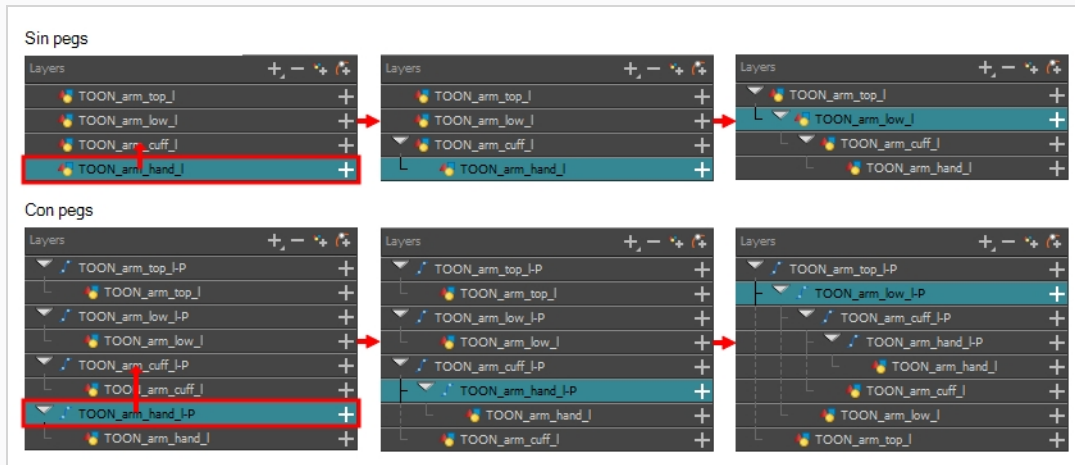 Sin pegs
Layers
TOON_arm_top_l
TOON_arm_low_l
TOON_arm_cuff_l
TOON_arm_hand_l
Layers
TOON_arm_top_l
TOON_arm_low_l
TOON_arm_cuff_l
TOON_arm_hand_l
Layers
TOON_arm_top_l
TOON_arm_low_l
TOON_arm_cuff_l
TOON_arm_hand_l
Con pegs
Layers
TOON_arm_top_l-P
TOON_arm_top_l
TOON_arm_low_l-P
TOON_arm_low_l
TOON_arm_cuff_l-P
TOON_arm_cuff_l
TOON_arm_hand_l-P
TOON_arm_hand_l
Layers
TOON_arm_top_l-P
TOON_arm_top_l
TOON_arm_low_l-P
TOON_arm_low_l
TOON_arm_cuff_l-P
TOON_arm_hand_l-P
TOON_arm_hand_l
TOON_arm_cuff_l
Layers
TOON_arm_top_l-P
TOON_arm_low_l-P
TOON_arm_cuff_l-P
TOON_arm_hand_l-P
TOON_arm_hand_l
TOON_arm_cuff_l
TOON_arm_low_l
TOON_arm_top_l